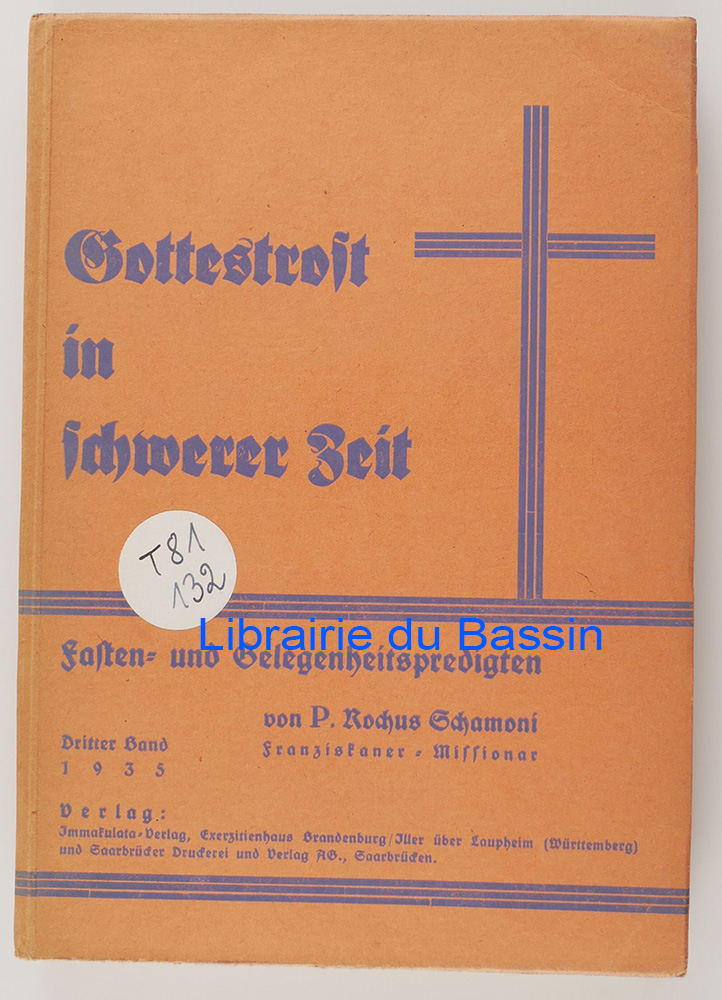 Gottestrost
in
schwerer Zeit
T81
132
Librairie du Bassin
Fasten- und Gelegenheitspredigten
von P. Rochus Schamoni
Franziskaner-Missionar
Dritter Band
1935
Verlag:
Immakulata-Verlag, Exerzitienhaus Brandenburg/Iller über Laupheim (Württemberg)
und Saarbrücker Druckerei und Verlag AG., Saarbrücken.